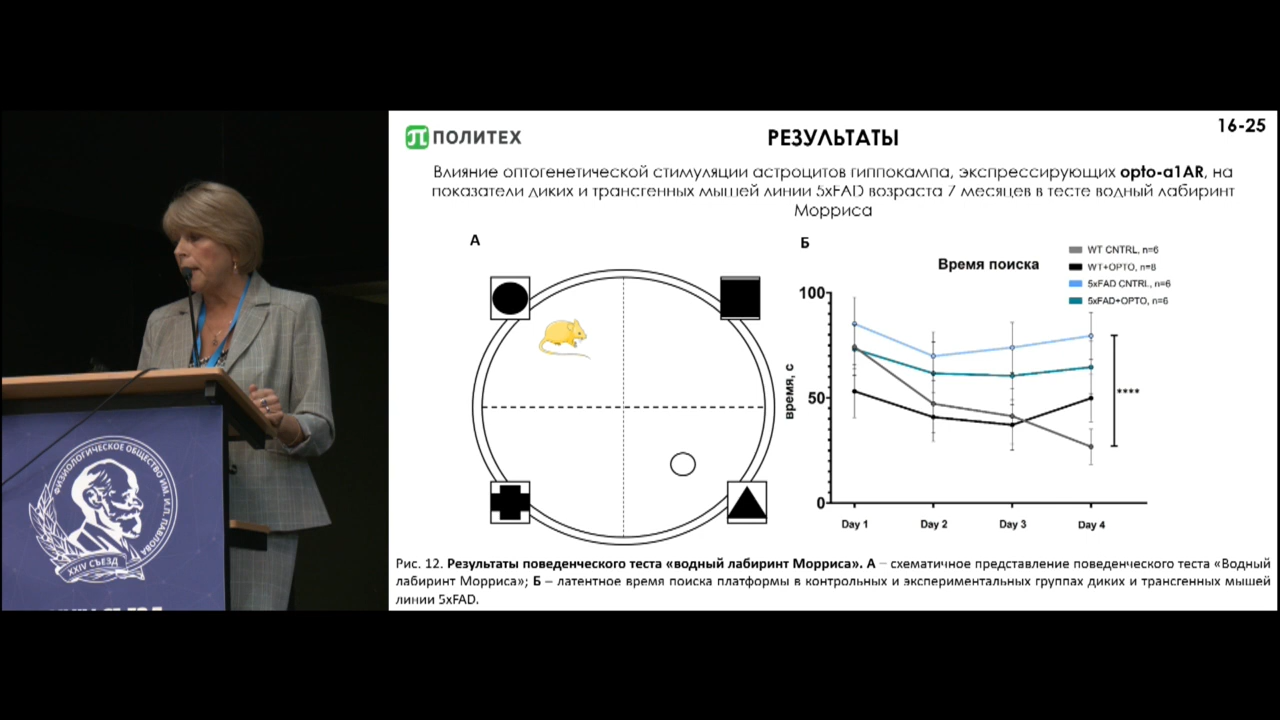 ПОЛИТЕХ
РЕЗУЛЬТАТЫ
16-25
Влияние оптогенетической стимуляции астроцитов гиппокампа, экспрессирующих opto-a1AR, на
показатели диких и трансгенных мышей линии 5xFAD возраста 7 месяцев в тесте водный лабиринт
Морриса
А
Б
Время поиска
WT CNTRL, n=6
WT+OPTO, n=8
5xFAD CNTRL, n=6
5xFAD+OPTO, n=6
100
50
0
время, с
****
Day 1
Day 2
Day 3
Day 4
Рис. 12. Результаты поведенческого теста «водный лабиринт Морриса». А – схематичное представление поведенческого теста «Водный
лабиринт Морриса»; Б – латентное время поиска платформы в контрольных и экспериментальных группах диких и трансгенных мышей
линии 5xFAD.
ФИЗИОЛОГИЧЕСКОЕ ОБЩЕСТВО ИМ. И.П. ПАВЛОВА
XXIV СЪЕЗД